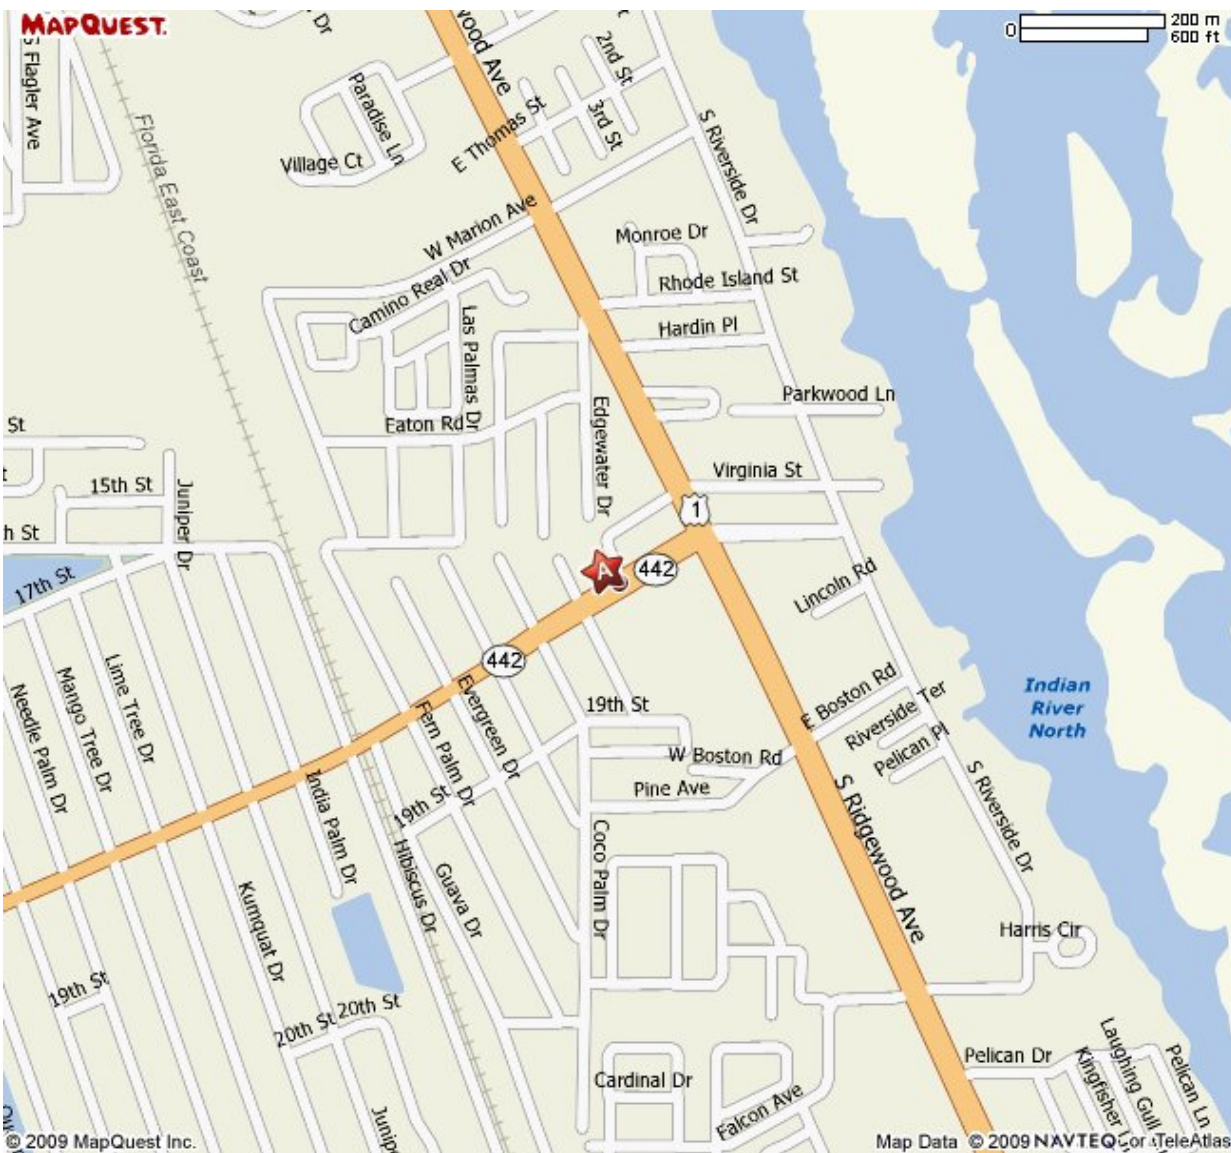 MAPQUEST.
0
200 m
600 ft
S Flagler Ave
Dr
wood Ave
2nd St
3rd St
Paradise Ln
Village Ct
E Thomas St
S Riverside Dr
Florida East Coast
W Marion Ave
Monroe Dr
Camino Real Dr
Rhode Island St
Las Palmas Dr
Hardin Pl
Parkwood Ln
Edgewater Dr
Eaton Rd
St
15th St
Juniper Dr
Virginia St
1
h St
17th St
A
442
Lincoln Rd
442
Lime Tree Dr
Mango Tree Dr
Needle Palm Dr
Evergreen Dr
Fern Palm Dr
19th St
E Boston Rd
Riverside Ter
Pelican Pl
Indian
River
North
W Boston Rd
Pine Ave
India Palm Dr
19th St
S Ridgewood Ave
S Riverside Dr
Hibiscus Dr
Guava Dr
Coco Palm Dr
Kumquat Dr
Harris Cir
19th St
20th St
20th St
Pelican Dr
Kingfisher
Laughing Gull
Pelican Ln
Cardinal Dr
Falcon Ave
Junip
© 2009 MapQuest Inc.
Map Data © 2009 NAVTEQ or TeleAtlas